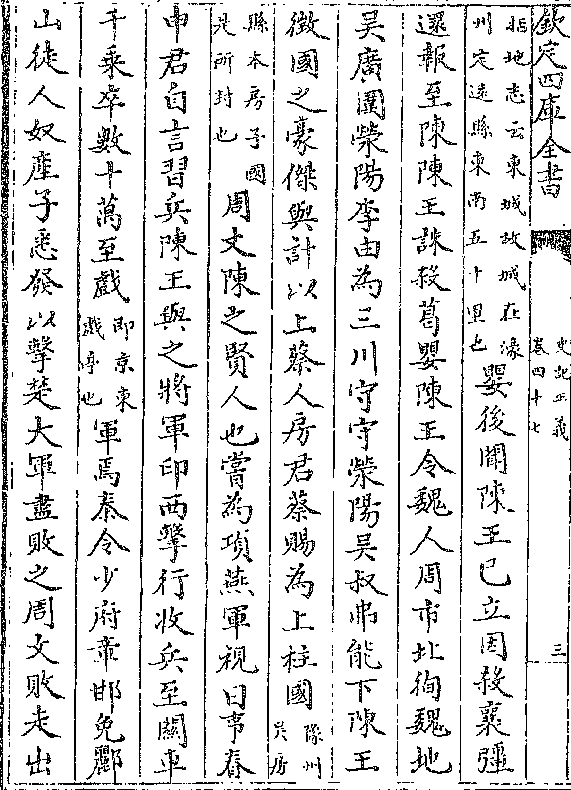 欽定四庫全書
史記正義
卷四十七
三
括地志云東城故城在濠
州定遠縣東南五十里也
嬰後聞陳王已立因殺襄彊
還報至陳陳王誅殺葛嬰陳王令魏人周市北徇魏地
吳廣圍滎陽李由為三川守守滎陽吳叔弗能下陳王
徵國之豪傑與計以上蔡人房君蔡賜為上柱國
豫州
吳房
縣本房子國
是所封也
周文陳之賢人也嘗為項燕軍視日事春
申君自言習兵陳王與之將軍印西擊行收兵至關車
千乘卒數十萬至戲
即京東
戲亭也
軍焉秦令少府章邯免酈
山徒人奴產子悉發以擊楚大軍盡敗之周文敗走出